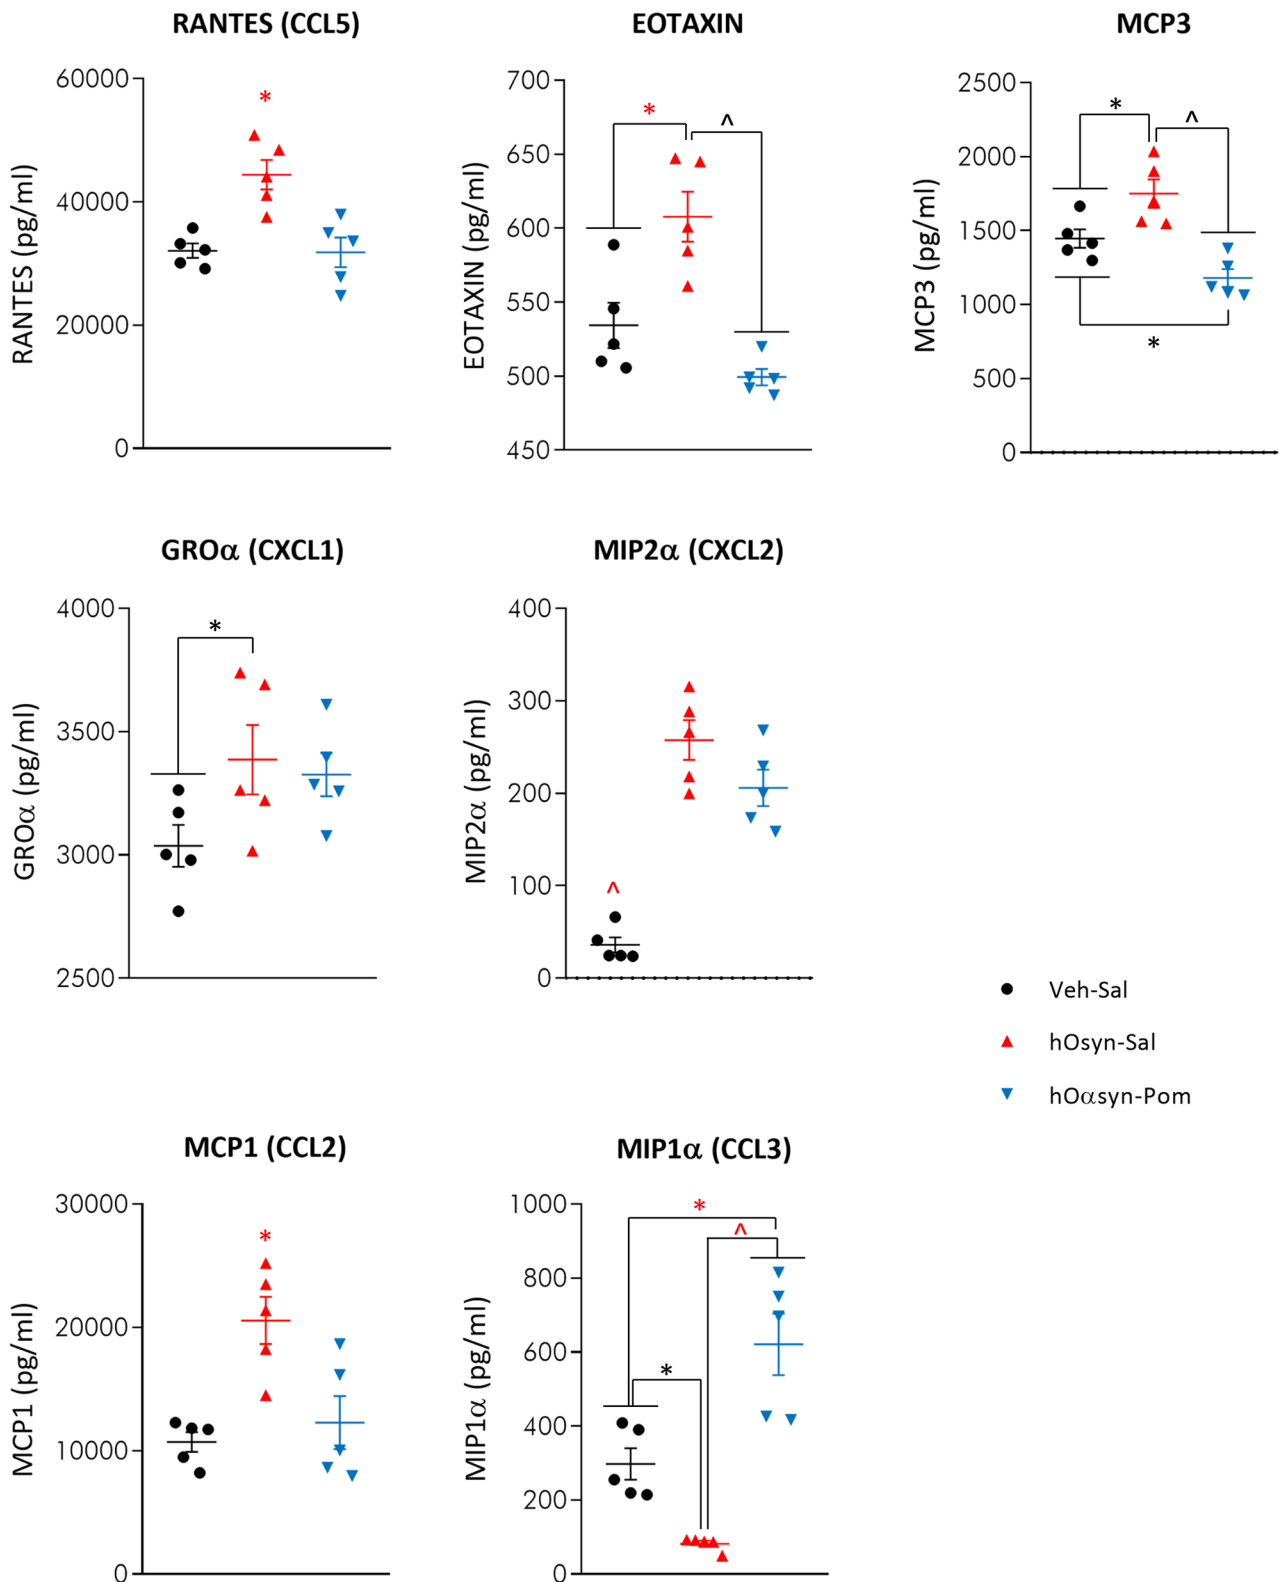 RANTES (CCL5)
EOTAXIN
MCP3
RANTES (pg/ml)
60000
40000
20000
0
*
EOTAXIN (pg/ml)
700
650
600
550
500
450
*
^
MCP3 (pg/ml)
2500
2000
1500
1000
500
0
*
^
*
GROα (CXCL1)
MIP2α (CXCL2)
GROα (pg/ml)
4000
3500
3000
2500
*
MIP2α (pg/ml)
400
300
200
100
0
^
Veh-Sal
hOsyn-Sal
hOαsyn-Pom
MCP1 (CCL2)
MIP1α (CCL3)
MCP1 (pg/ml)
30000
20000
10000
0
*
MIP1α (pg/ml)
1000
800
600
400
200
0
*
^
*